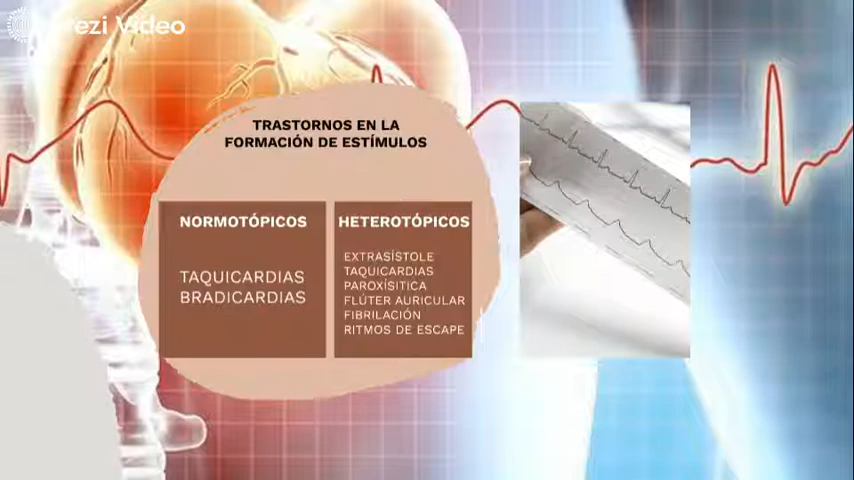 Prezi Video
TRASTORNOS EN LA
FORMACIÓN DE ESTÍMULOS
NORMOTÓPICOS
TAQUICARDIAS
BRADICARDIAS
HETEROTÓPICOS
EXTRASÍSTOLE
TAQUICARDIAS
PAROXÍSITICA
FLÚTER AURICULAR
FIBRILACIÓN
RITMOS DE ESCAPE